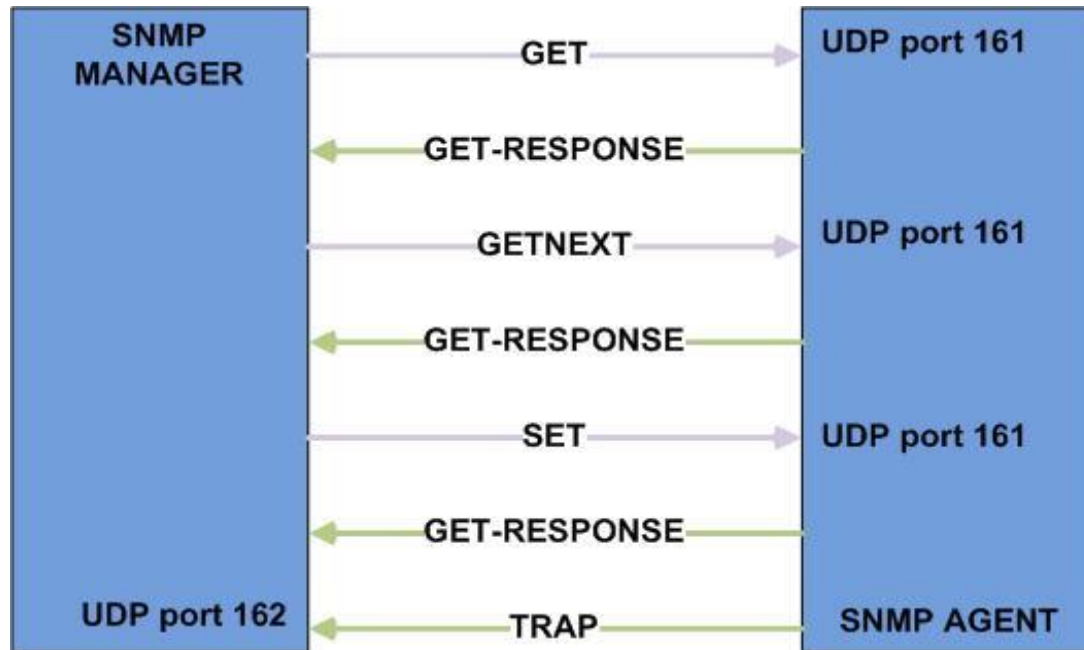 SNMP
MANAGER
GET
UDP port 161
GET-RESPONSE
GETNEXT
UDP port 161
GET-RESPONSE
SET
UDP port 161
GET-RESPONSE
UDP port 162
TRAP
SNMP AGENT